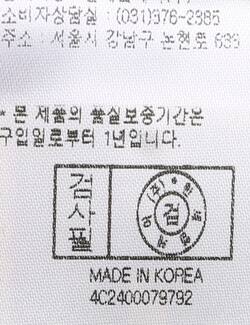 소비자상담실 : (031)376-2385
주소 : 서울시 강남구 논현로 633
* 본 제품의 품질보증기간은
구입일로부터 1년입니다.
검사필
검
MADE IN KOREA
4C2400079792